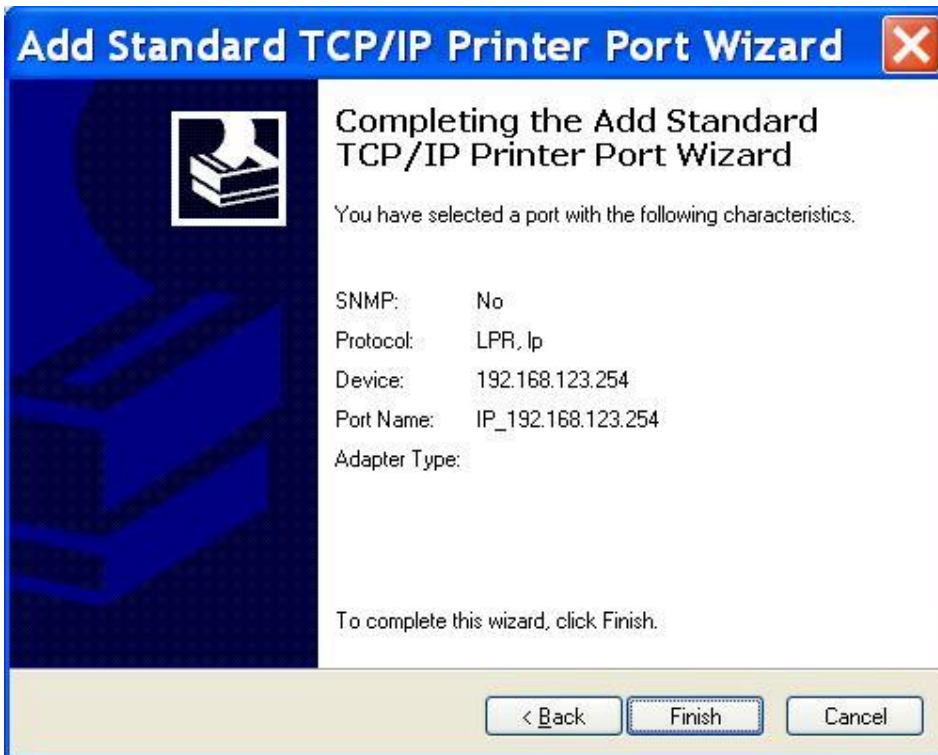 Add Standard TCP/IP Printer Port Wizard
Completing the Add Standard
TCP/IP Printer Port Wizard
You have selected a port with the following characteristics.
SNMP: No
Protocol: LPR, lp
Device: 192.168.123.254
Port Name: IP_192.168.123.254
Adapter Type:
To complete this wizard, click Finish.
< Back Finish Cancel